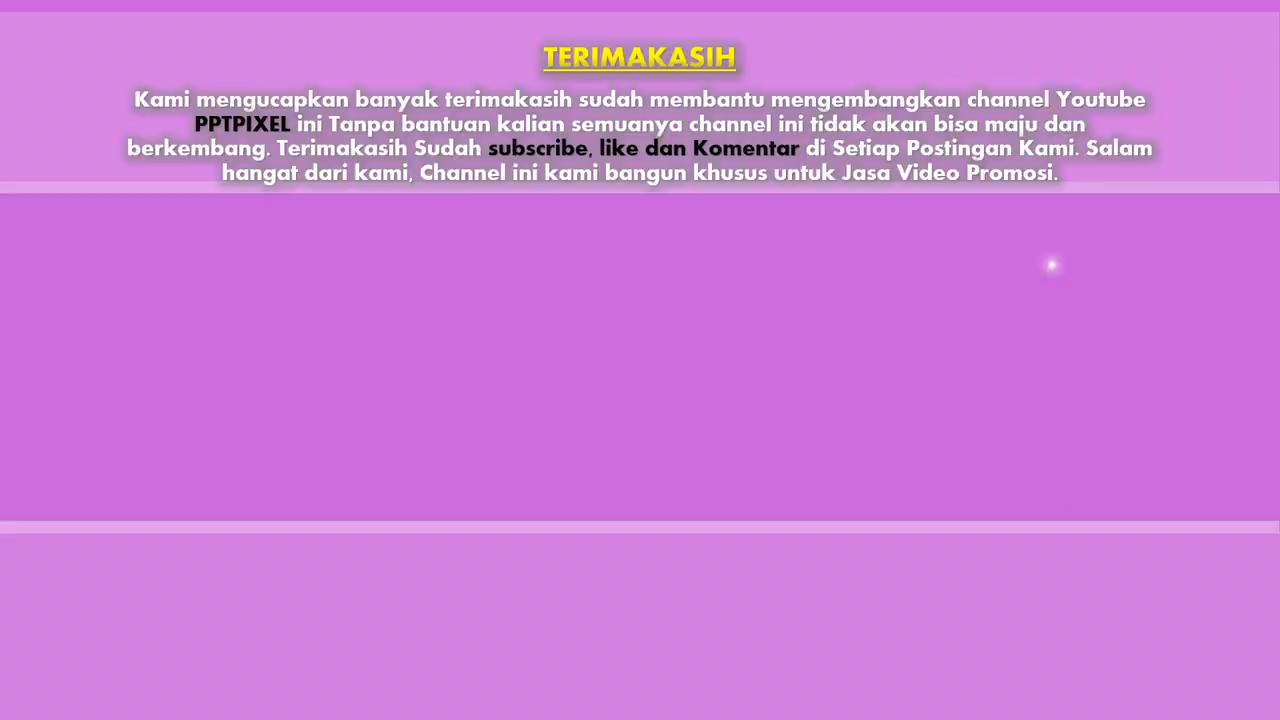 TERIMAKASIH
Kami mengucapkan banyak terimakasih sudah membantu mengembangkan channel Youtube
PPTPIXEL ini Tanpa bantuan kalian semuanya channel ini tidak akan bisa maju dan
berkembang. Terimakasih Sudah subscribe, like dan Komentar di Setiap Postingan Kami. Salam
hangat dari kami, Channel ini kami bangun khusus untuk Jasa Video Promosi.